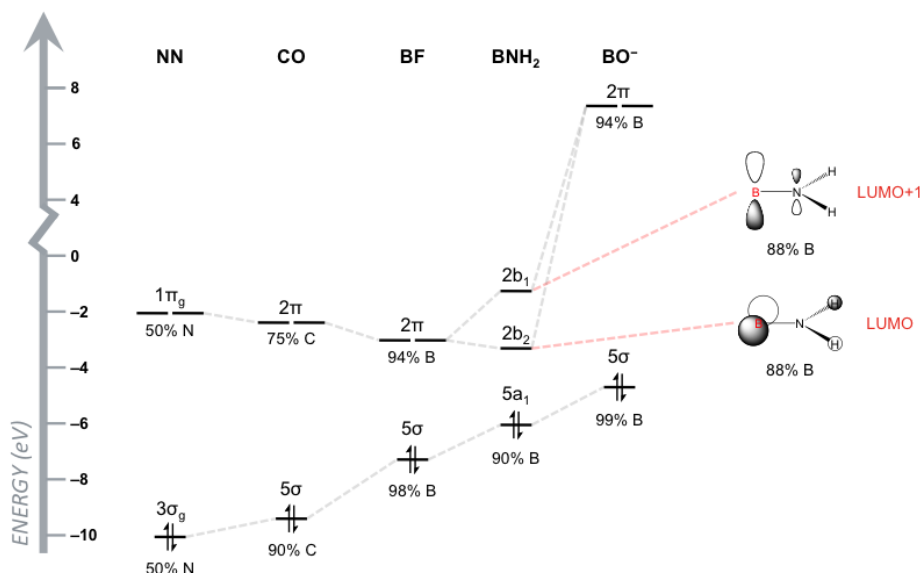 NN CO BF BNH₂ BO⁻
8
6
4
2
0
−2
−4
−6
−8
−10
ENERGY (eV)
1πg
50% N
3σg
50% N
2π
75% C
5σ
90% C
2π
94% B
5σ
98% B
2b₁
2b₂
5a₁
90% B
2π
94% B
5σ
99% B
B N H H
88% B
LUMO+1
B N H H
88% B
LUMO